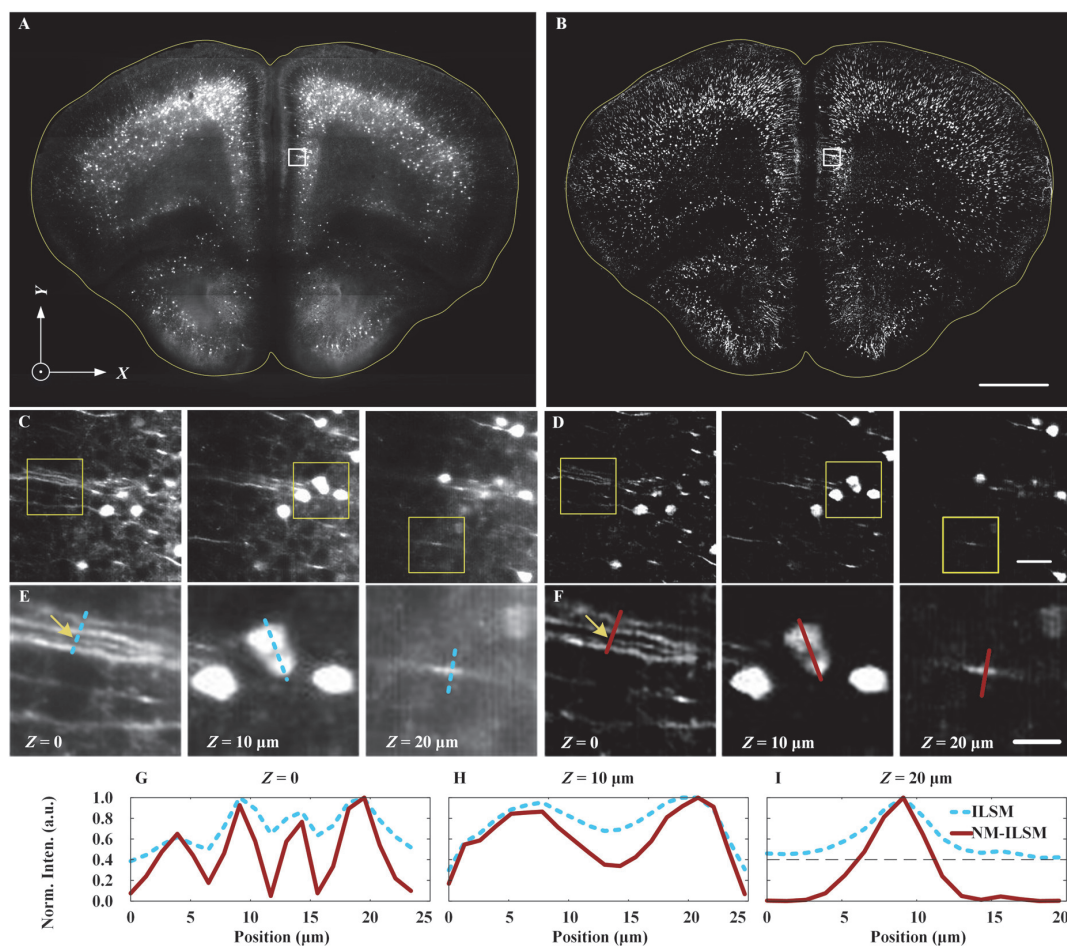 A
B
Y
X
C
D
E
F
Z = 0
Z = 10 μm
Z = 20 μm
Z = 0
Z = 10 μm
Z = 20 μm
G
Z = 0
H
Z = 10 μm
I
Z = 20 μm
Norm. Inten. (a.u.)
1.0
0.8
0.6
0.4
0.2
0.0
ILSM
NM-ILSM
0 5 10 15 20 25
0 5 10 15 20 25
0 5 10 15 20
Position (μm)
Position (μm)
Position (μm)